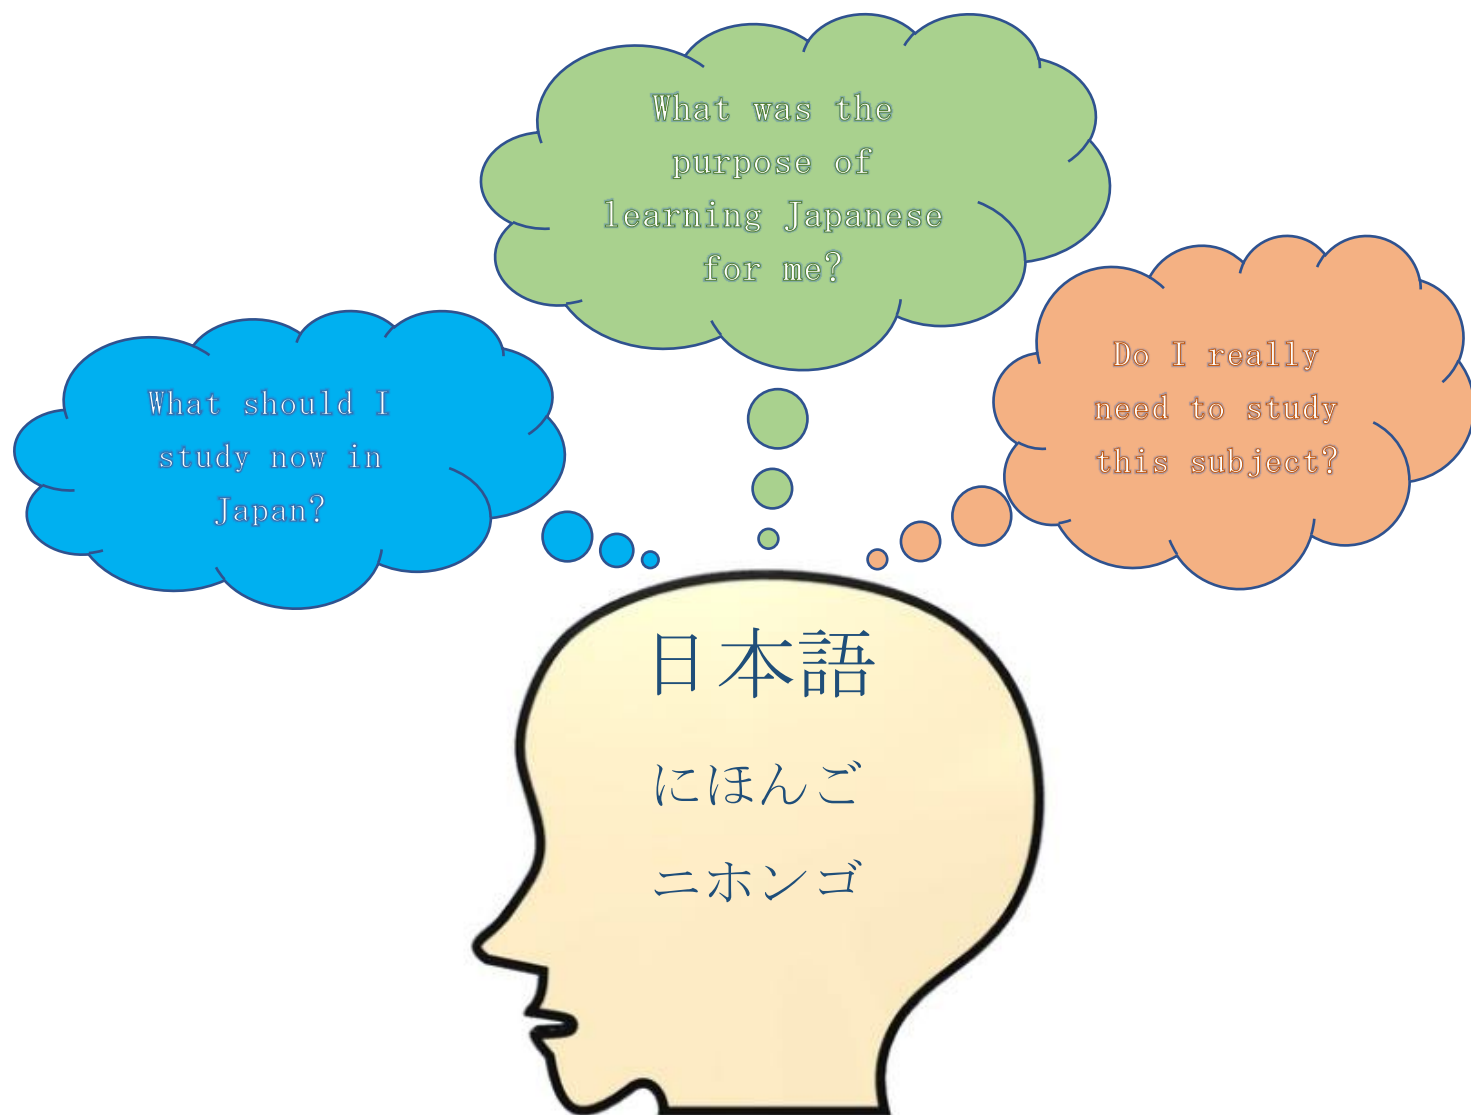 What was the
purpose of
learning Japanese
for me?
What should I
study now in
Japan?
Do I really
need to study
this subject?
日本語
にほんご
ニホンゴ